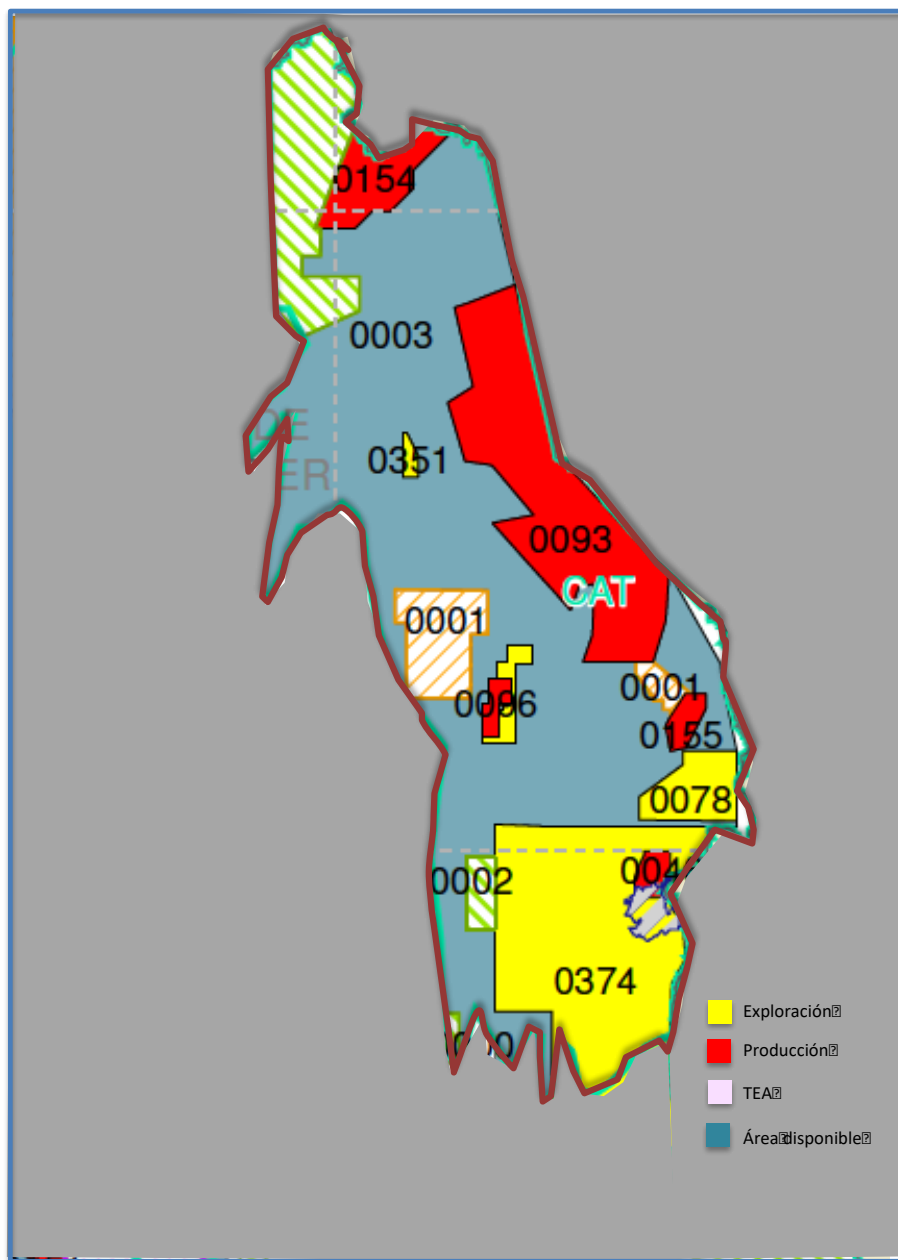 0154
0003
DE
0351
ER
0093
CAT
0001
0001
0096
0155
0078
0002
0374
Exploración
Producción
TEA
Área disponible